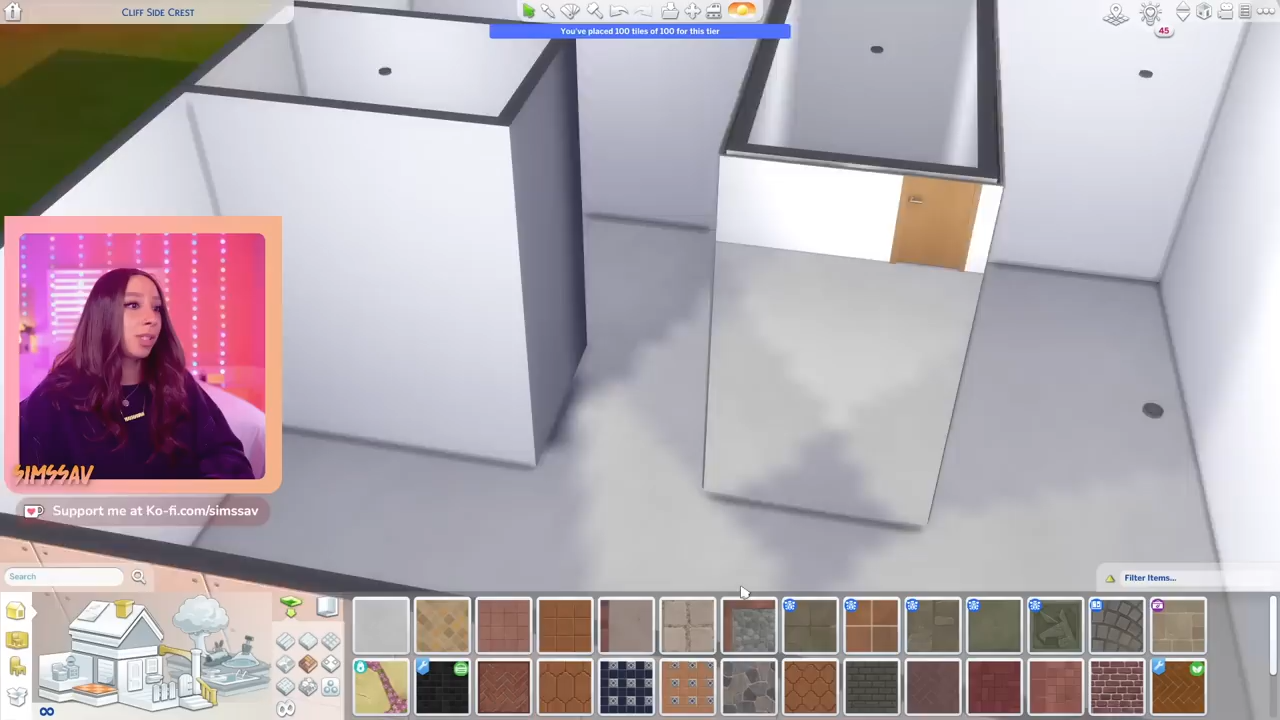 CLIFF SIDE CREST
You've placed 100 tiles of 100 for this tier
45
SIMSSAV
Support me at Ko-fi.com/simssav
Search
Filter Items...